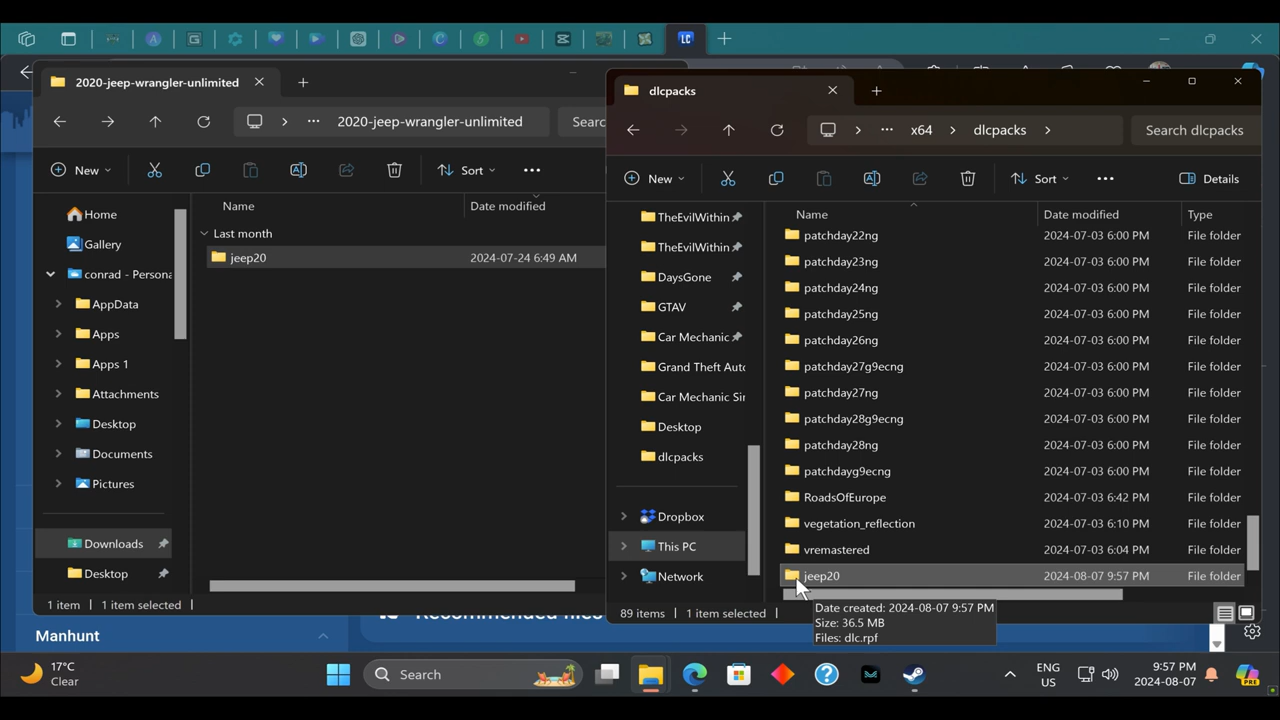 LC
2020-jeep-wrangler-unlimited
2020-jeep-wrangler-unlimited
Searc
New
Sort
Name
Date modified
Home
Gallery
conrad - Persona
AppData
Apps
Apps 1
Attachments
Desktop
Documents
Pictures
Downloads
Desktop
Last month
jeep20 2024-07-24 6:49 AM
1 item 1 item selected
dlcpacks
x64 dlcpacks
Search dlcpacks
New
Sort
Details
Name Date modified Type
TheEvilWithin
TheEvilWithin
DaysGone
GTAV
Car Mechanic
Grand Theft Auto
Car Mechanic Sir
Desktop
dlcpacks
Dropbox
This PC
Network
patchday22ng 2024-07-03 6:00 PM File folder
patchday23ng 2024-07-03 6:00 PM File folder
patchday24ng 2024-07-03 6:00 PM File folder
patchday25ng 2024-07-03 6:00 PM File folder
patchday26ng 2024-07-03 6:00 PM File folder
patchday27g9ecng 2024-07-03 6:00 PM File folder
patchday27ng 2024-07-03 6:00 PM File folder
patchday28g9ecng 2024-07-03 6:00 PM File folder
patchday28ng 2024-07-03 6:00 PM File folder
patchdayg9ecng 2024-07-03 6:00 PM File folder
RoadsOfEurope 2024-07-03 6:42 PM File folder
vegetation_reflection 2024-07-03 6:10 PM File folder
vremastered 2024-07-03 6:04 PM File folder
jeep20 2024-08-07 9:57 PM File folder
Date created: 2024-08-07 9:57 PM
Size: 36.5 MB
Files: dlc.rpf
89 items 1 item selected
Manhunt
Recommended files
17°C
Clear
Search
ENG
US
9:57 PM
2024-08-07